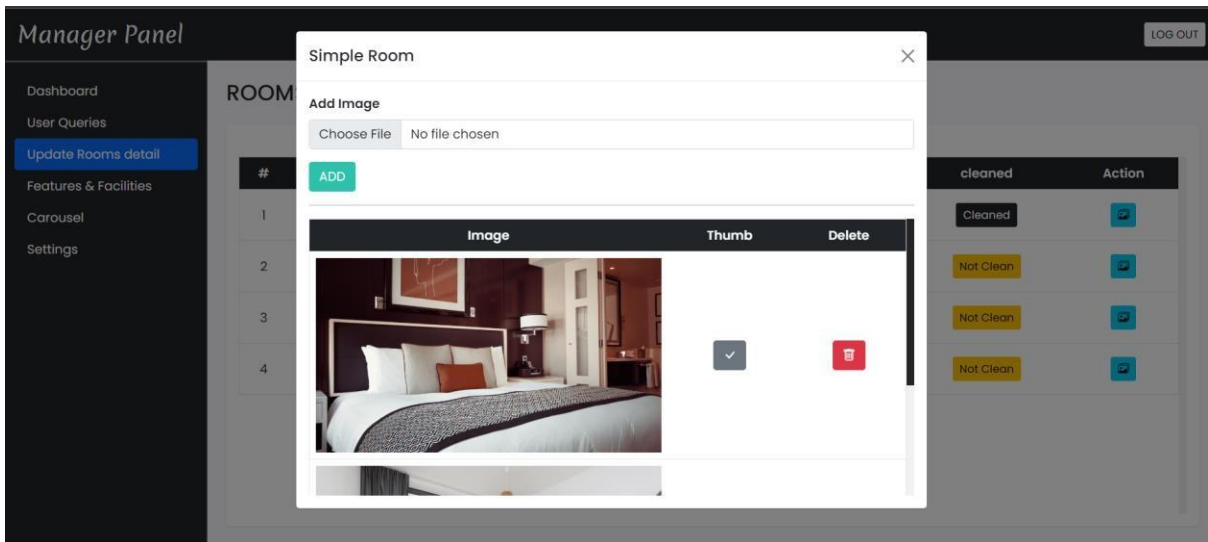 Manager Panel
LOG OUT
Dashboard
User Queries
Update Rooms detail
Features & Facilities
Carousel
Settings
ROOM
Simple Room
Add Image
Choose File No file chosen
ADD
Image Thumb Delete
# cleaned Action
1 Cleaned
2 Not Clean
3 Not Clean
4 Not Clean